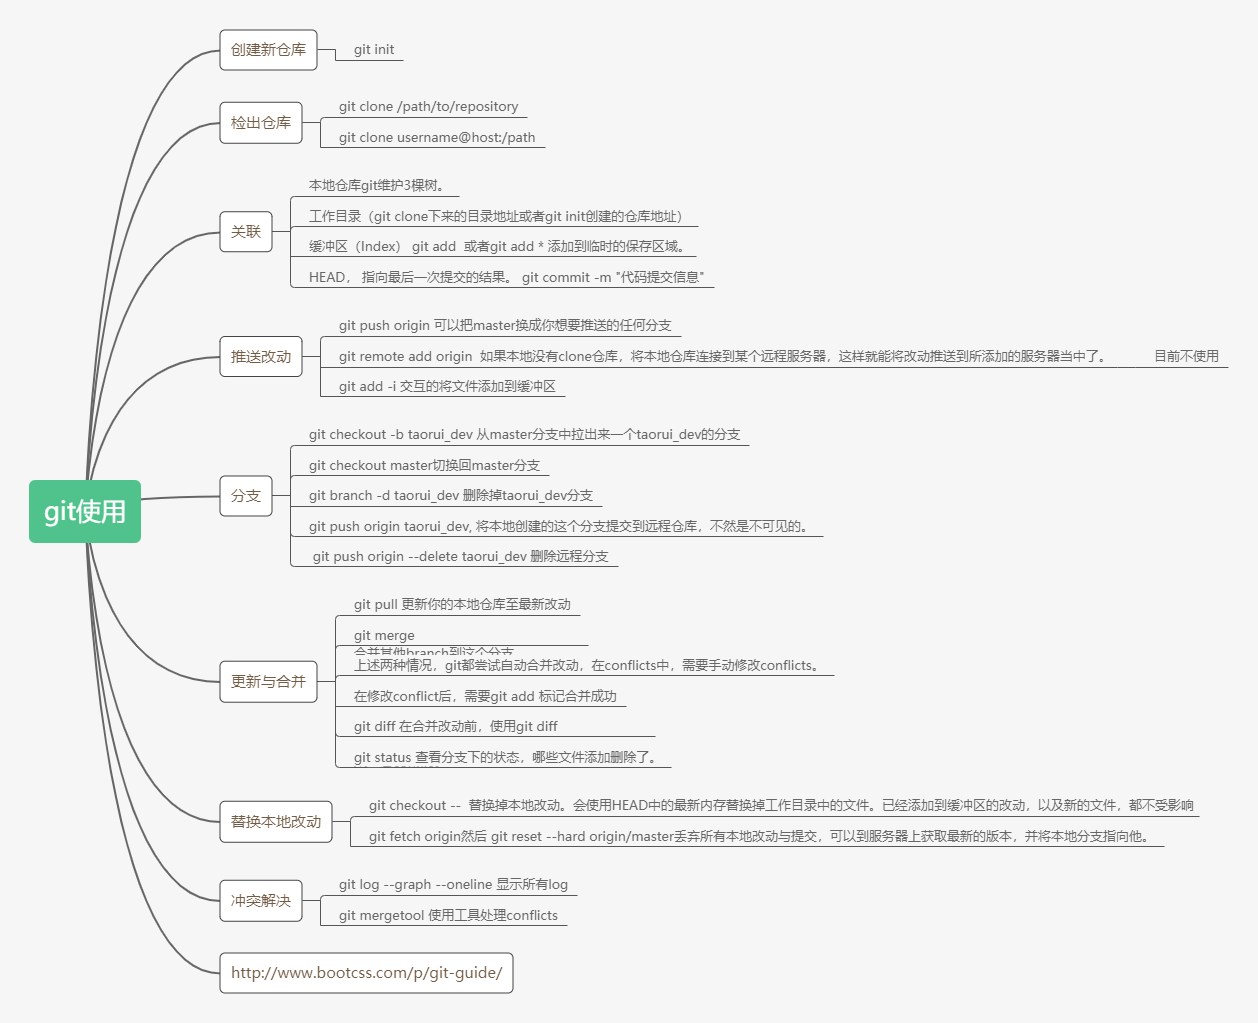 git使用
创建新仓库
git init
检出仓库
git clone /path/to/repository
git clone username@host:/path
关联
本地仓库git维护3棵树。
工作目录（git clone下来的目录地址或者git init创建的仓库地址）
缓冲区（Index） git add 或者git add * 添加到临时的保存区域。
HEAD， 指向最后一次提交的结果。 git commit -m "代码提交信息"
推送改动
git push origin 可以把master换成你想要推送的任何分支
git remote add origin 如果本地没有clone仓库，将本地仓库连接到某个远程服务器，这样就能将改动推送到所添加的服务器当中了。 目前不使用
git add -i 交互的将文件添加到缓冲区
分支
git checkout -b taorui_dev 从master分支中拉出来一个taorui_dev的分支
git checkout master切换回master分支
git branch -d taorui_dev 删除掉taorui_dev分支
git push origin taorui_dev, 将本地创建的这个分支提交到远程仓库，不然是不可见的。
git push origin --delete taorui_dev 删除远程分支
更新与合并
git pull 更新你的本地仓库至最新改动
git merge
合并其他branch到这个分支
上述两种情况，git都尝试自动合并改动，在conflicts中，需要手动修改conflicts。
在修改conflict后，需要git add 标记合并成功
git diff 在合并改动前，使用git diff
git status 查看分支下的状态，哪些文件添加删除了。
替换本地改动
git checkout -- 替换掉本地改动。会使用HEAD中的最新内存替换掉工作目录中的文件。已经添加到缓冲区的改动，以及新的文件，都不受影响
git fetch origin然后 git reset --hard origin/master丢弃所有本地改动与提交，可以到服务器上获取最新的版本，并将本地分支指向他。
冲突解决
git log --graph --oneline 显示所有log
git mergetool 使用工具处理conflicts
http://www.bootcss.com/p/git-guide/